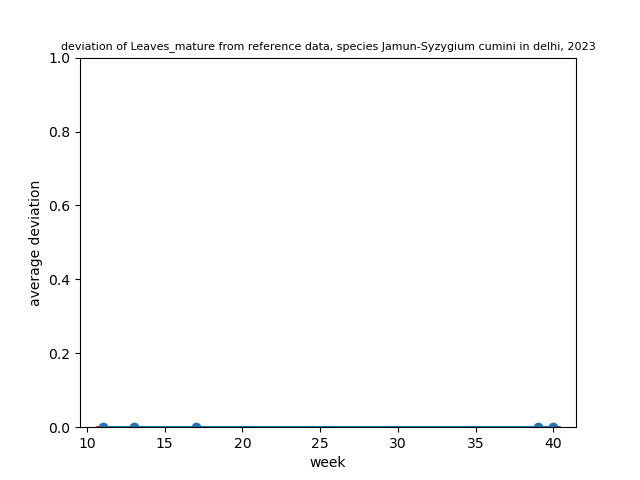 deviation of Leaves_mature from reference data, species Jamun-Syzygium cumini in delhi, 2023
1.0
0.8
0.6
0.4
0.2
0.0
average deviation
10 15 20 25 30 35 40
week